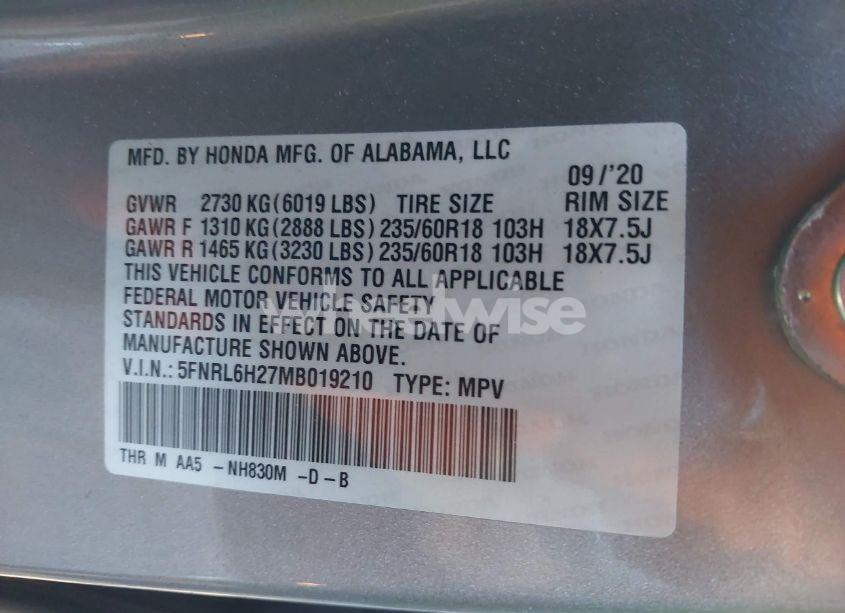 MFD. BY HONDA MFG. OF ALABAMA, LLC
09/'20
GVWR 2730 KG(6019 LBS) TIRE SIZE RIM SIZE
GAWR F 1310 KG(2888 LBS)235/60R18 103H 18X7.5J
GAWR R 1465 KG(3230 LBS)235/60R18 103H 18X7.5J
THIS VEHICLE CONFORMS TO ALL APPLICABLE
FEDERAL MOTOR VEHICLE SAFETY
STANDARDS IN EFFECT ON THE DATE OF
MANUFACTURE SHOWN ABOVE.
V.I.N.: 5FNRL6H27MB019210 TYPE: MPV
THR M AA5 -NH830M -D-B
wheelwise